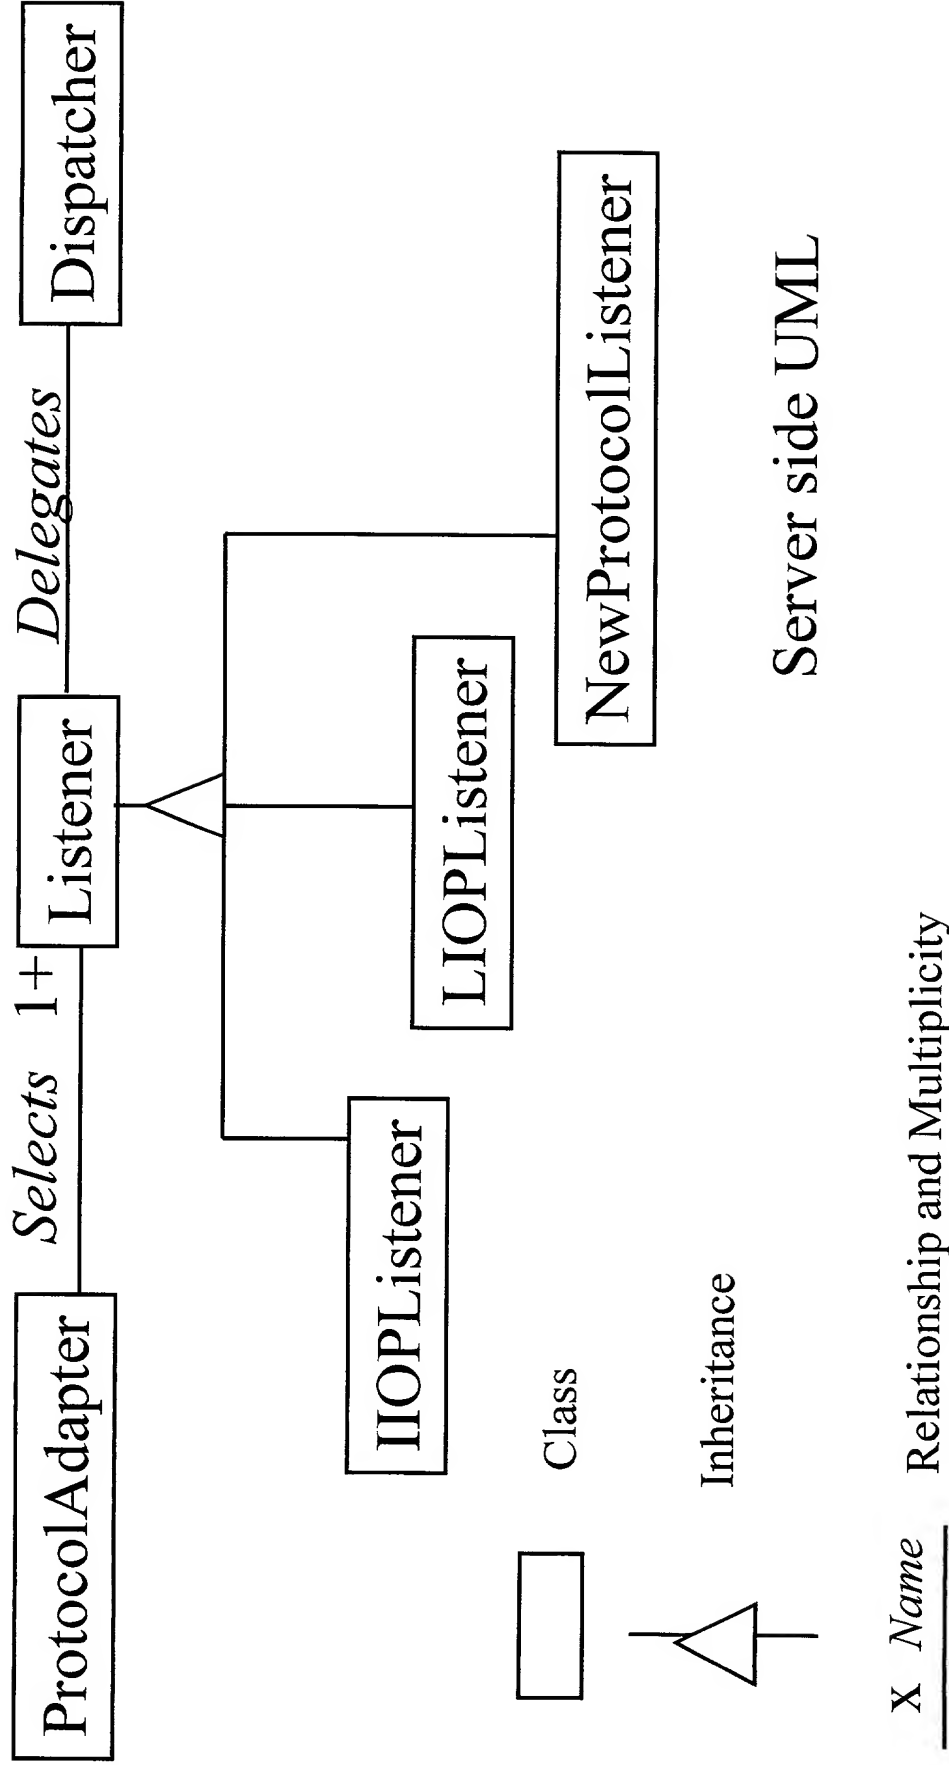 ProtocolAdapter
Selects 1+
Listener
Delegates
Dispatcher
IIOPListener
LIOPListener
NewProtocolListener
Class
Inheritance
X Name Relationship and Multiplicity
Server side UML